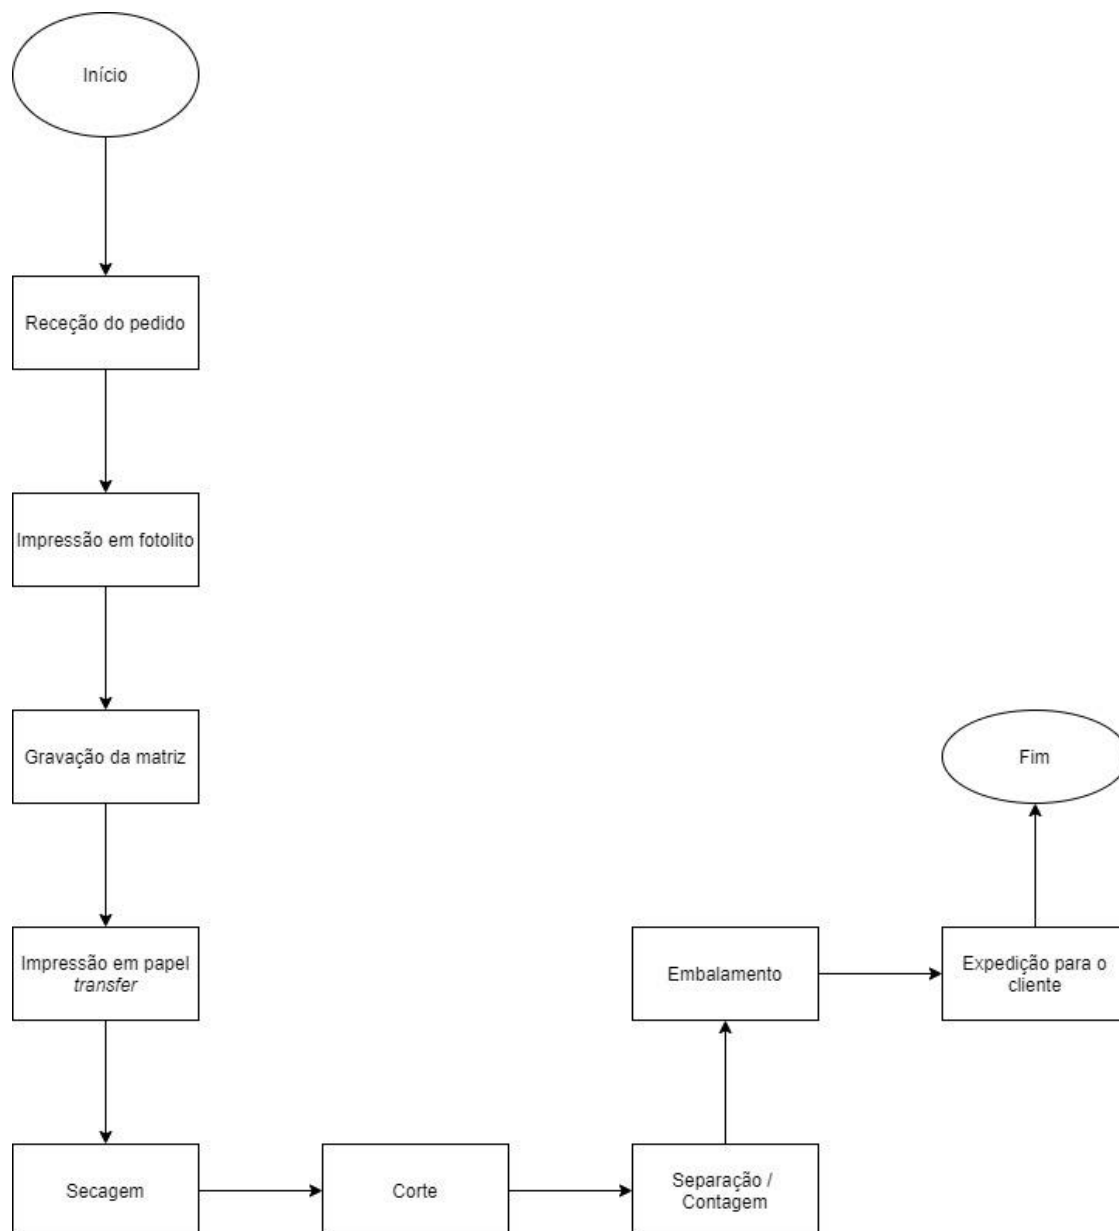 Início
Receção do pedido
Impressão em fotolito
Gravação da matriz
Impressão em papel
transfer
Secagem
Corte
Separação /
Contagem
Embalamento
Expedição para o
cliente
Fim